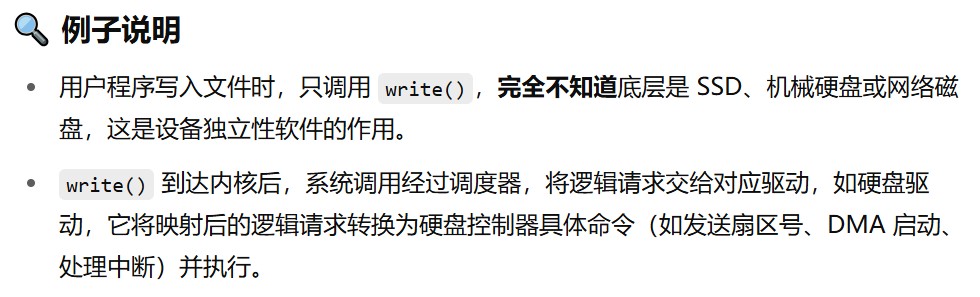 🔍 例子说明
• 用户程序写入文件时，只调用 write()，完全不知道底层是 SSD、机械硬盘或网络磁
盘，这是设备独立性软件的作用。
• write() 到达内核后，系统调用经过调度器，将逻辑请求交给对应驱动，如硬盘驱
动，它将映射后的逻辑请求转换为硬盘控制器具体命令（如发送扇区号、DMA 启动、
处理中断）并执行。